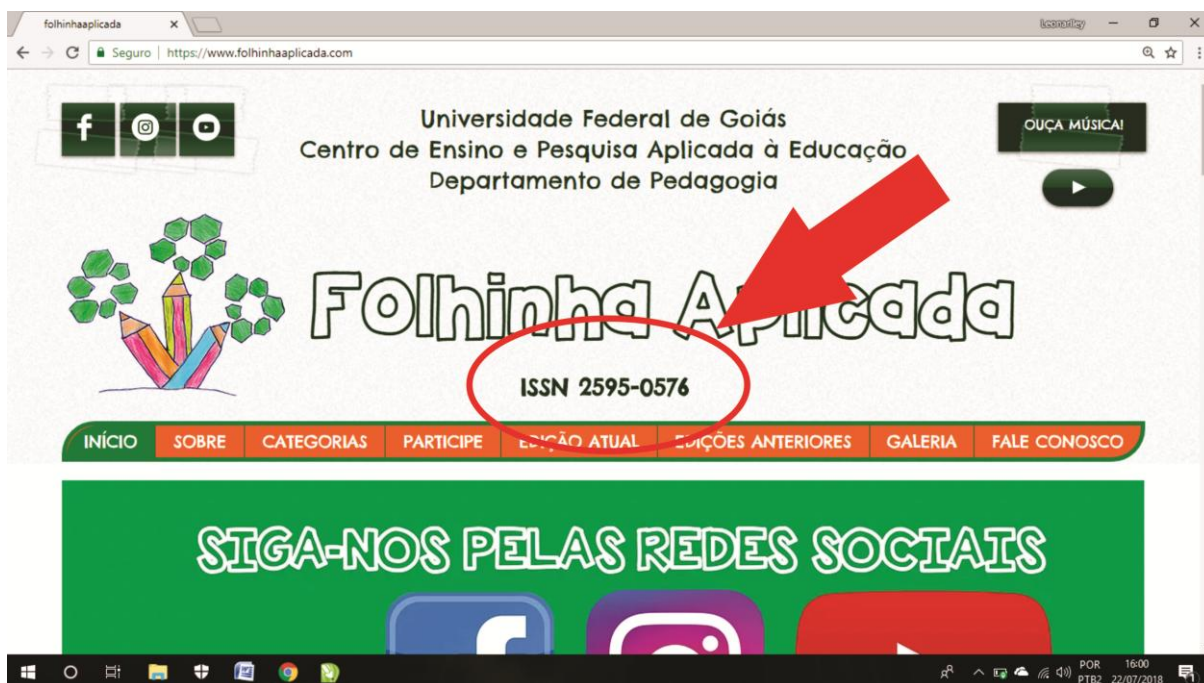 folhinhaaplicada
Leonardley
Seguro | https://www.folhinhaaplicada.com
Universidade Federal de Goiás
Centro de Ensino e Pesquisa Aplicada à Educação
Departamento de Pedagogia
OUÇA MÚSICA!
Folhinha Aplicada
ISSN 2595-0576
INÍCIO SOBRE CATEGORIAS PARTICIPE EDIÇÃO ATUAL EDIÇÕES ANTERIORES GALERIA FALE CONOSCO
SIGA-NOS PELAS REDES SOCIAIS
POR 16:00
PTB2 22/07/2018